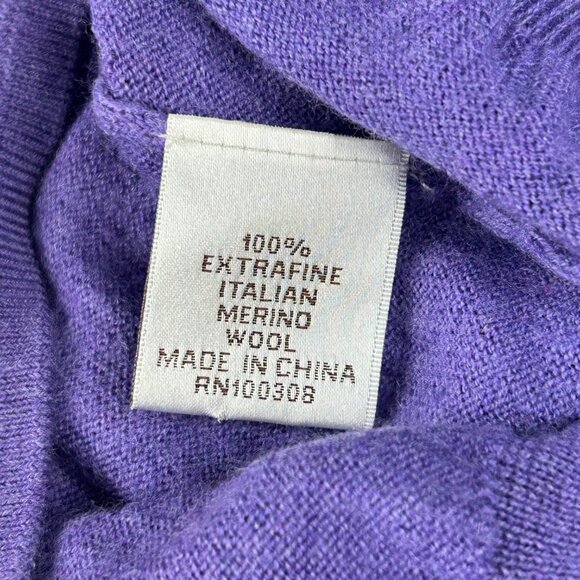 100%
EXTRAFINE
ITALIAN
MERINO
WOOL
MADE IN CHINA
RN100308